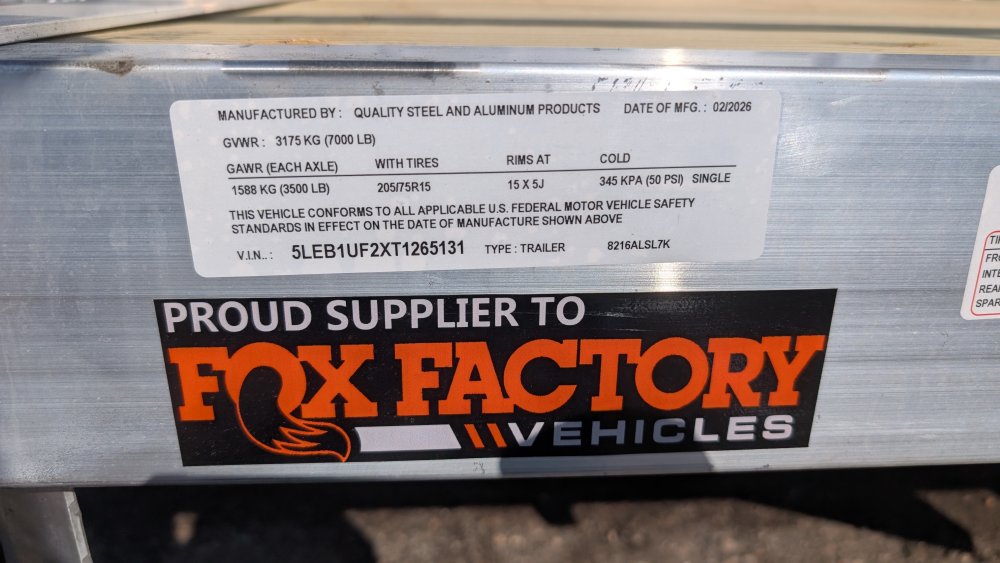 MANUFACTURED BY : QUALITY STEEL AND ALUMINUM PRODUCTS DATE OF MFG. : 02/2026
GVWR : 3175 KG (7000 LB)
GAWR (EACH AXLE) WITH TIRES RIMS AT COLD
1588 KG (3500 LB) 205/75R15 15 X 5J 345 KPA (50 PSI) SINGLE
THIS VEHICLE CONFORMS TO ALL APPLICABLE U.S. FEDERAL MOTOR VEHICLE SAFETY
STANDARDS IN EFFECT ON THE DATE OF MANUFACTURE SHOWN ABOVE
V.I.N.. : 5LEB1UF2XT1265131 TYPE : TRAILER 8216ALSL7K
PROUD SUPPLIER TO
FOX FACTORY
VEHICLES